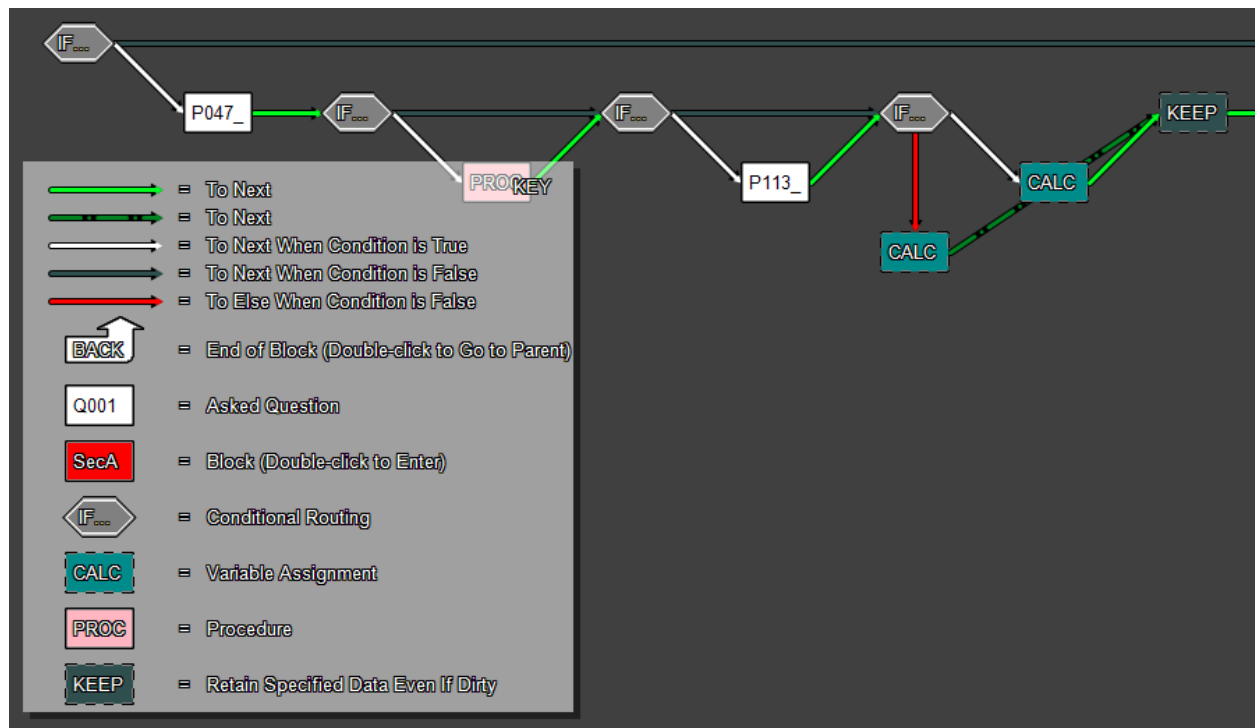 IF...
P047_
IF...
IF...
IF...
KEEP
PROC
KEY
P113_
CALC
CALC
= To Next
= To Next
= To Next When Condition is True
= To Next When Condition is False
= To Else When Condition is False
BACK = End of Block (Double-click to Go to Parent)
Q001 = Asked Question
SecA = Block (Double-click to Enter)
IF... = Conditional Routing
CALC = Variable Assignment
PROC = Procedure
KEEP = Retain Specified Data Even If Dirty